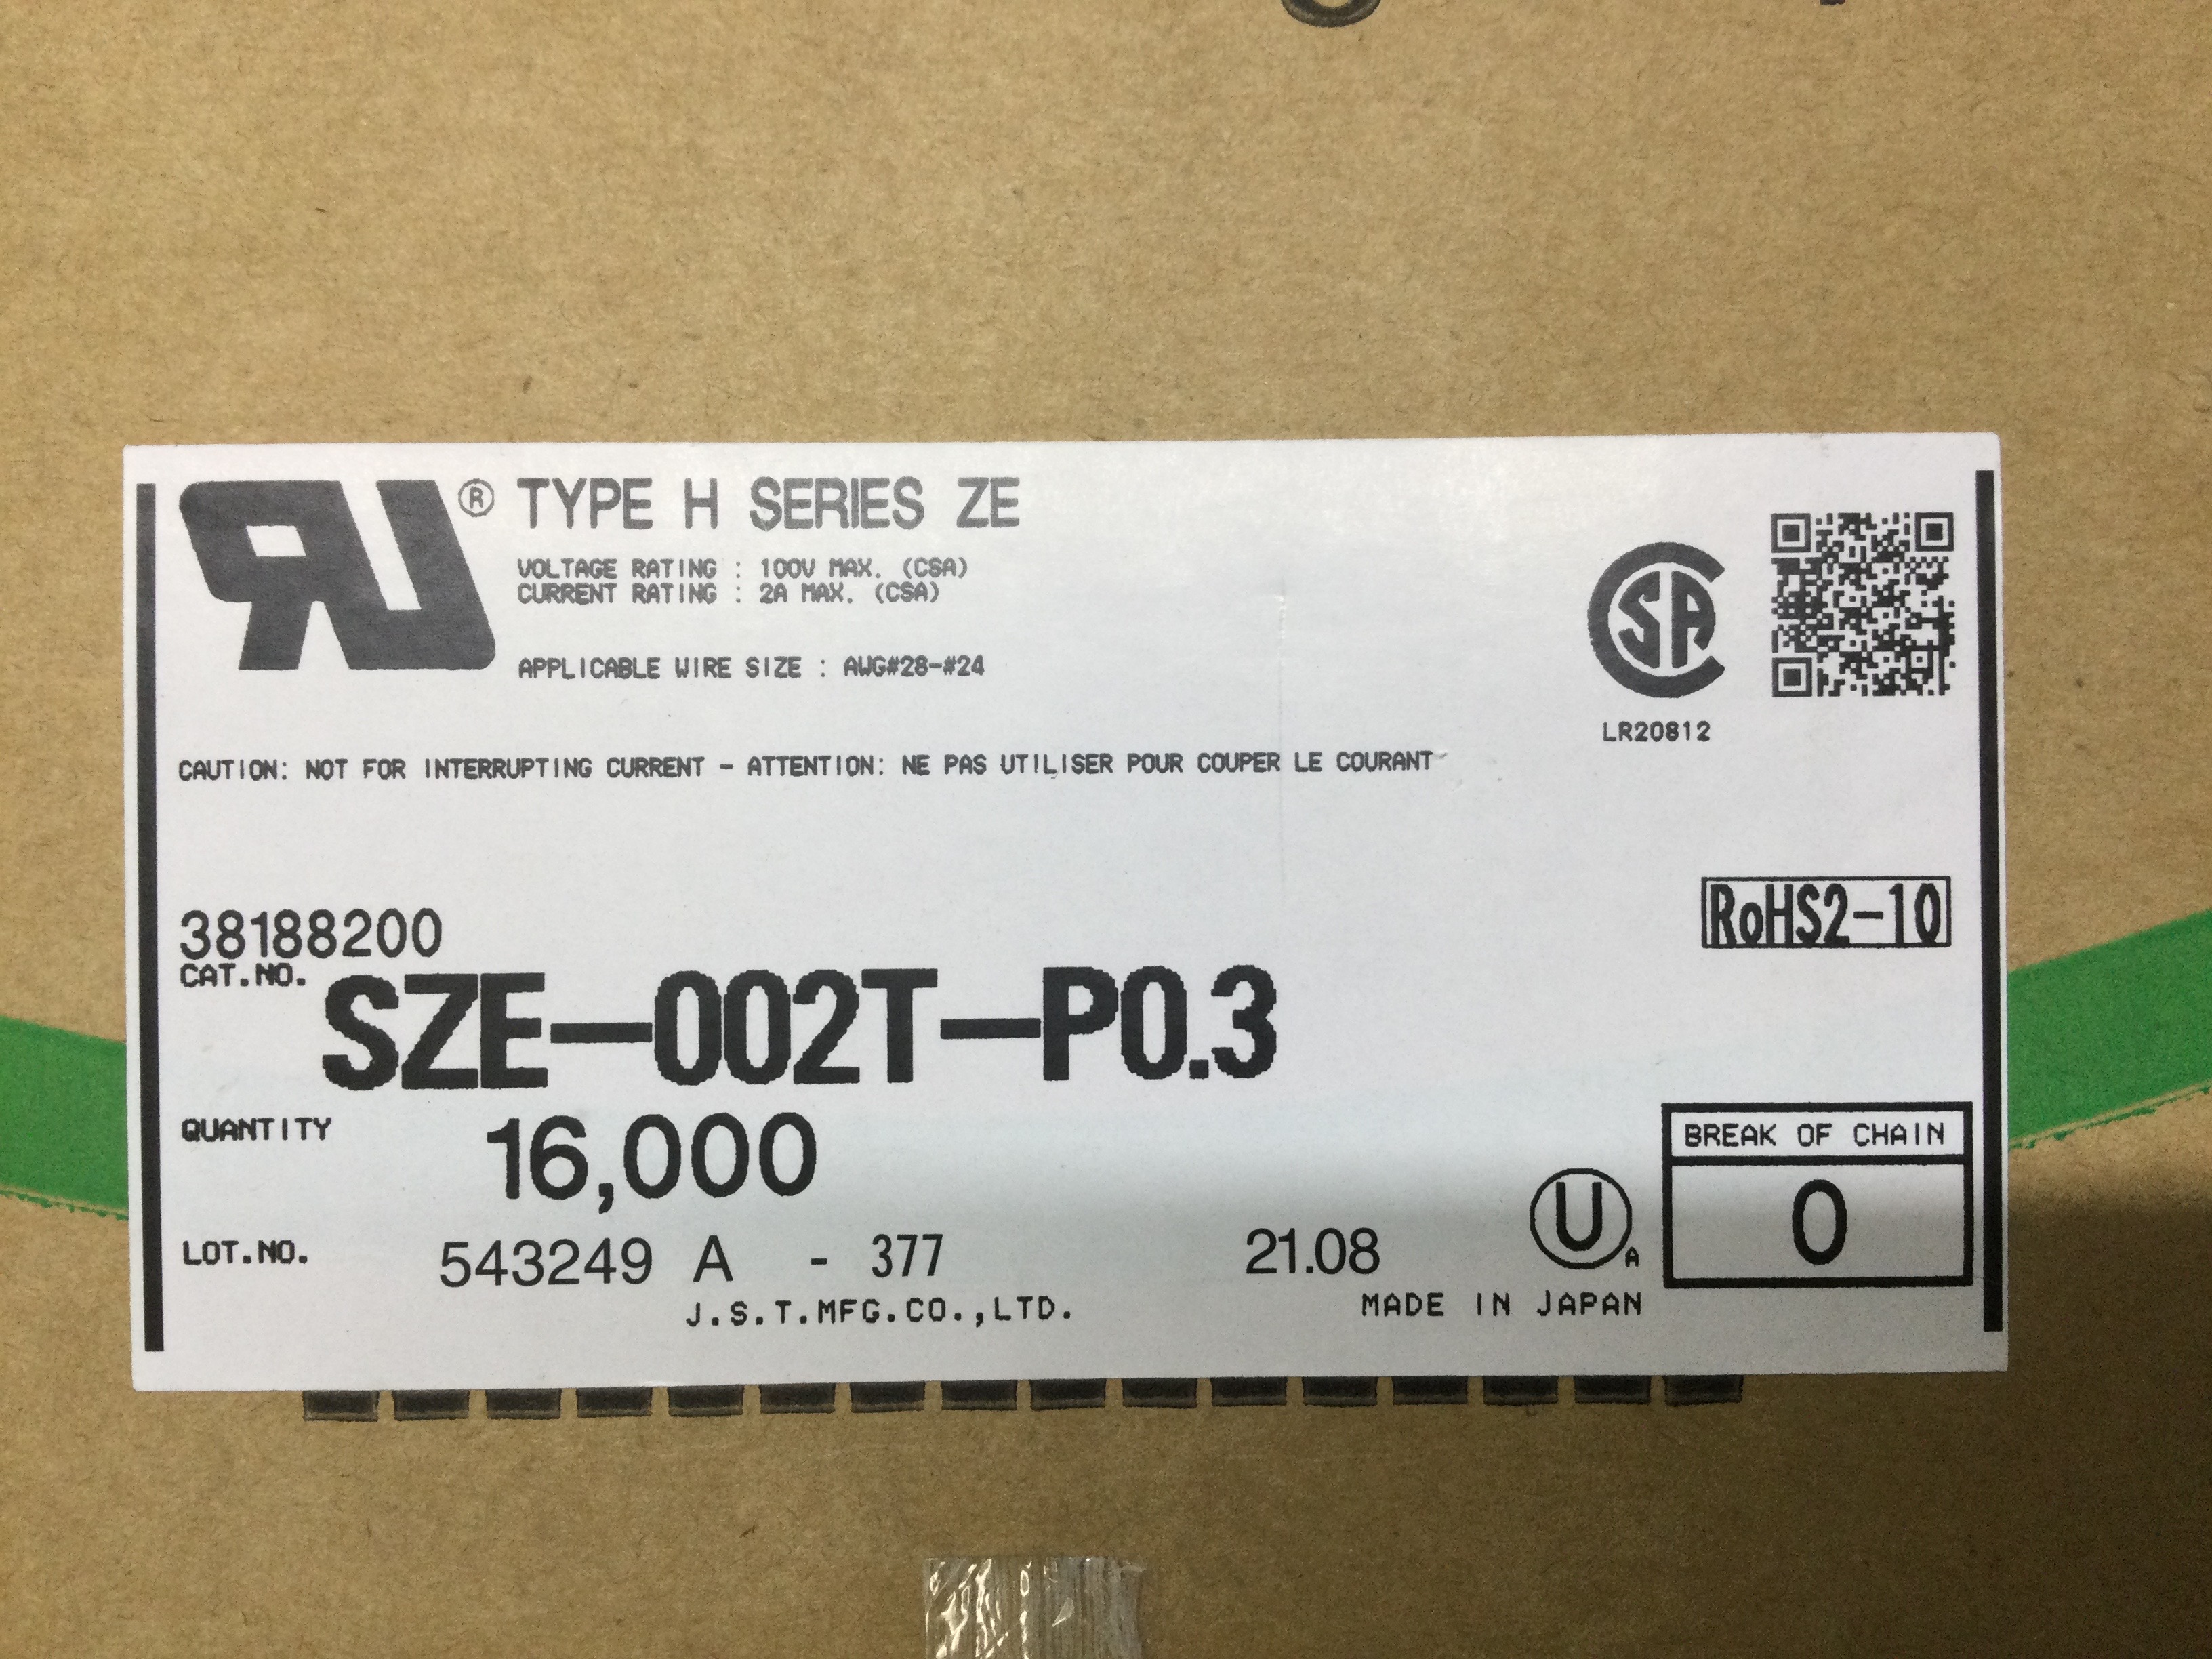 RU® TYPE H SERIES ZE
VOLTAGE RATING : 100V MAX. (CSA)
CURRENT RATING : 2A MAX. (CSA)
APPLICABLE WIRE SIZE : AWG#28-#24
CSA
LR20812
CAUTION: NOT FOR INTERRUPTING CURRENT - ATTENTION: NE PAS UTILISER POUR COUPER LE COURANT
RoHS2-10
38188200
CAT.NO. SZE-002T-P0.3
QUANTITY 16,000
BREAK OF CHAIN
0
LOT.NO. 543249 A - 377 21.08 U A
J.S.T.MFG.CO.,LTD. MADE IN JAPAN